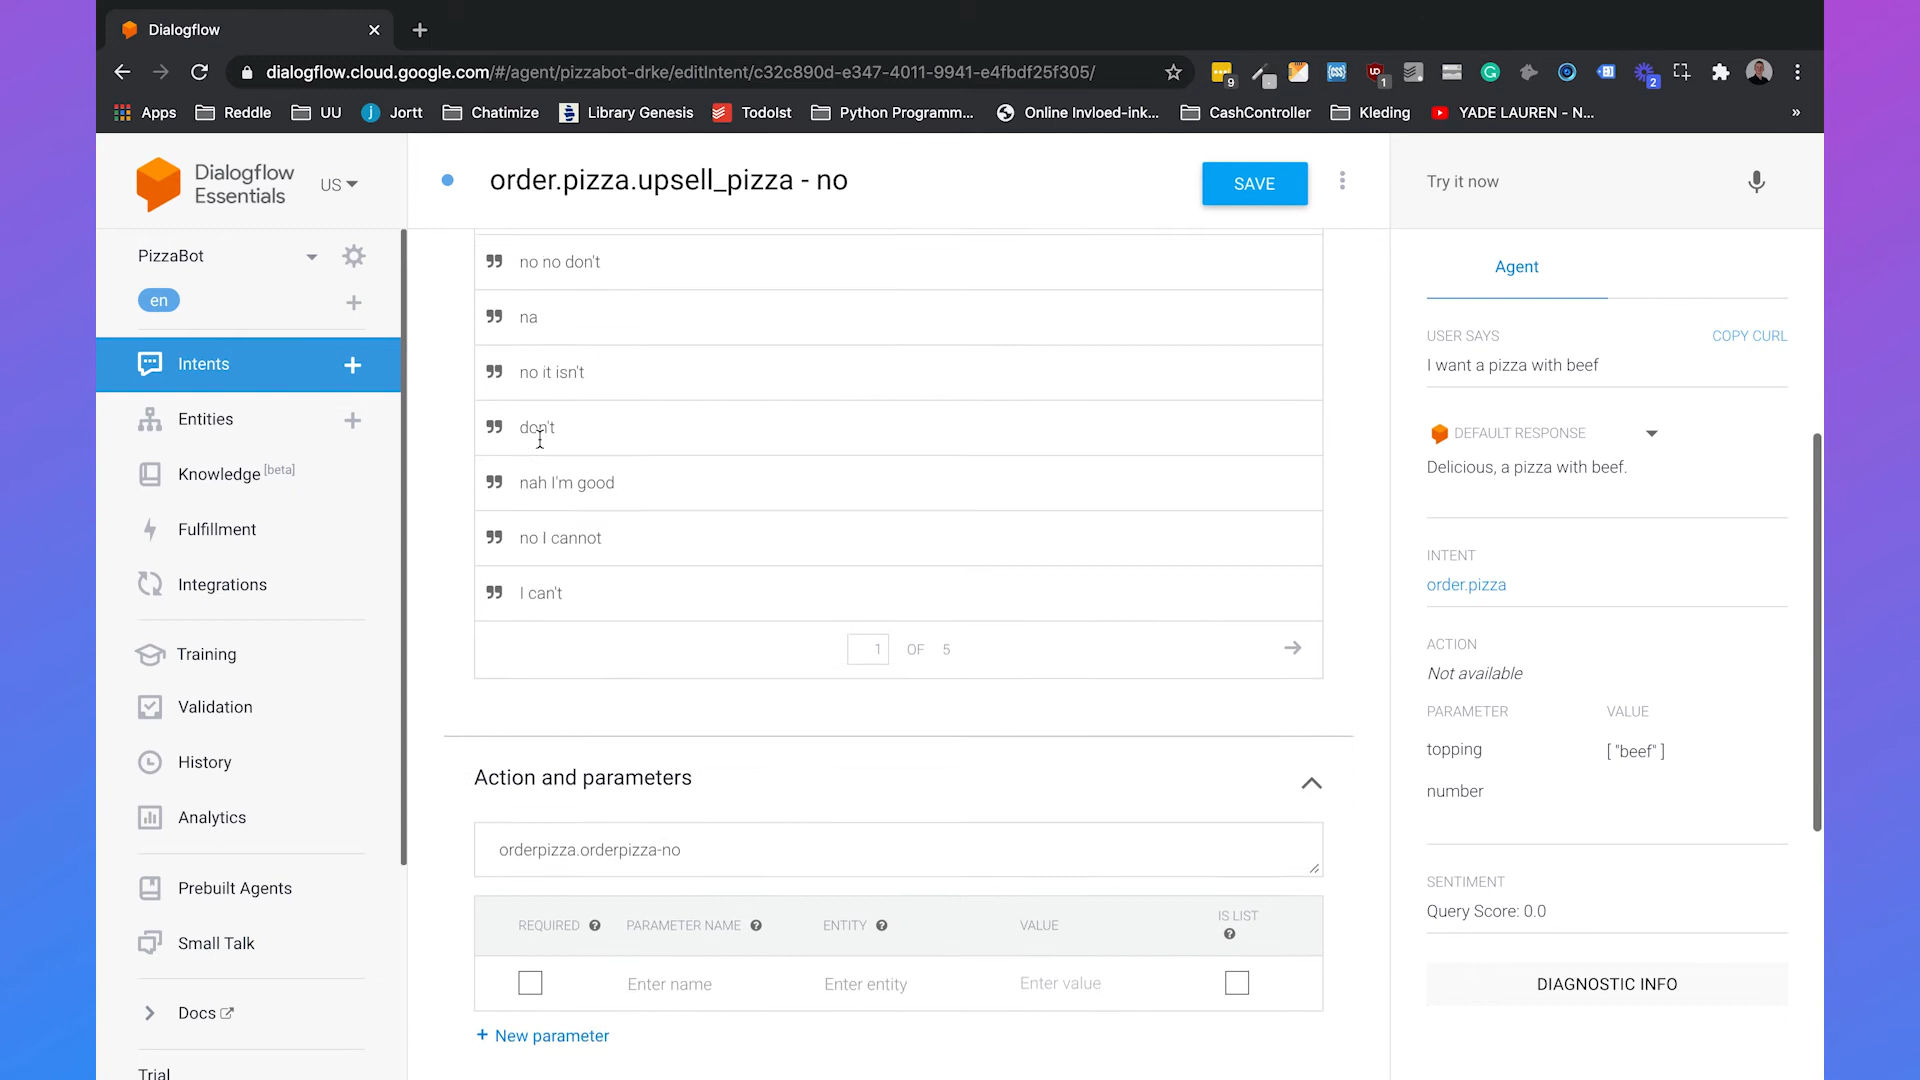 Dialogflow
dialogflow.cloud.google.com/#/agent/pizzabot-drke/editIntent/c32c890d-e347-4011-9941-e4fbdf25f305/
9
1
2
Apps
Reddle
UU
Jortt
Chatimize
Library Genesis
TodoIst
Python Programm...
Online Invloed-ink...
CashController
Kleding
YADE LAUREN - N...
»
Dialogflow
Essentials
US
order.pizza.upsell_pizza - no
SAVE
Try it now
PizzaBot
en
Intents
Entities
Knowledge [beta]
Fulfillment
Integrations
Training
Validation
History
Analytics
Prebuilt Agents
Small Talk
Docs
Trial
no no don't
na
no it isn't
don't
nah I'm good
no I cannot
I can't
1 OF 5
Action and parameters
orderpizza.orderpizza-no
REQUIRED PARAMETER NAME ENTITY VALUE IS LIST
Enter name Enter entity Enter value
+ New parameter
Agent
USER SAYS COPY CURL
I want a pizza with beef
DEFAULT RESPONSE
Delicious, a pizza with beef.
INTENT
order.pizza
ACTION
Not available
PARAMETER VALUE
topping [ "beef" ]
number
SENTIMENT
Query Score: 0.0
DIAGNOSTIC INFO